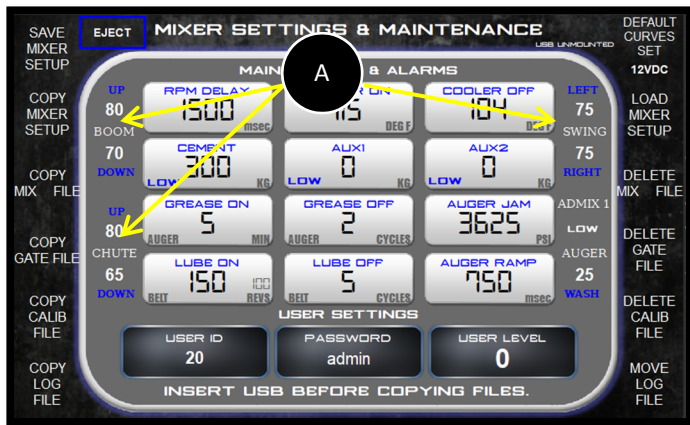 SAVE
MIXER
SETUP
EJECT
MIXER SETTINGS & MAINTENANCE
USB UNMOUNTED
DEFAULT
CURVES
SET
12VDC
A
& ALARMS
UP
80
BOOM
70
DOWN
RPM DELAY
1500
msec
ON
115
DEG F
COOLER OFF
104
DEG F
LEFT
75
SWING
75
RIGHT
COPY
MIXER
SETUP
LOAD
MIXER
SETUP
CEMENT
300
LOW KG
AUX1
0
LOW KG
AUX2
0
LOW KG
COPY
MIX FILE
DELETE
MIX FILE
UP
80
CHUTE
65
DOWN
GREASE ON
5
AUGER MIN
GREASE OFF
2
AUGER CYCLES
AUGER JAM
3625
PSI
ADMIX 1
LOW
AUGER
25
WASH
COPY
GATE FILE
DELETE
GATE
FILE
LUBE ON
150
100
BELT REVS
LUBE OFF
5
BELT CYCLES
AUGER RAMP
750
msec
COPY
CALIB
FILE
DELETE
CALIB
FILE
USER SETTINGS
USER ID
20
PASSWORD
admin
USER LEVEL
0
COPY
LOG
FILE
MOVE
LOG
FILE
INSERT USB BEFORE COPYING FILES.